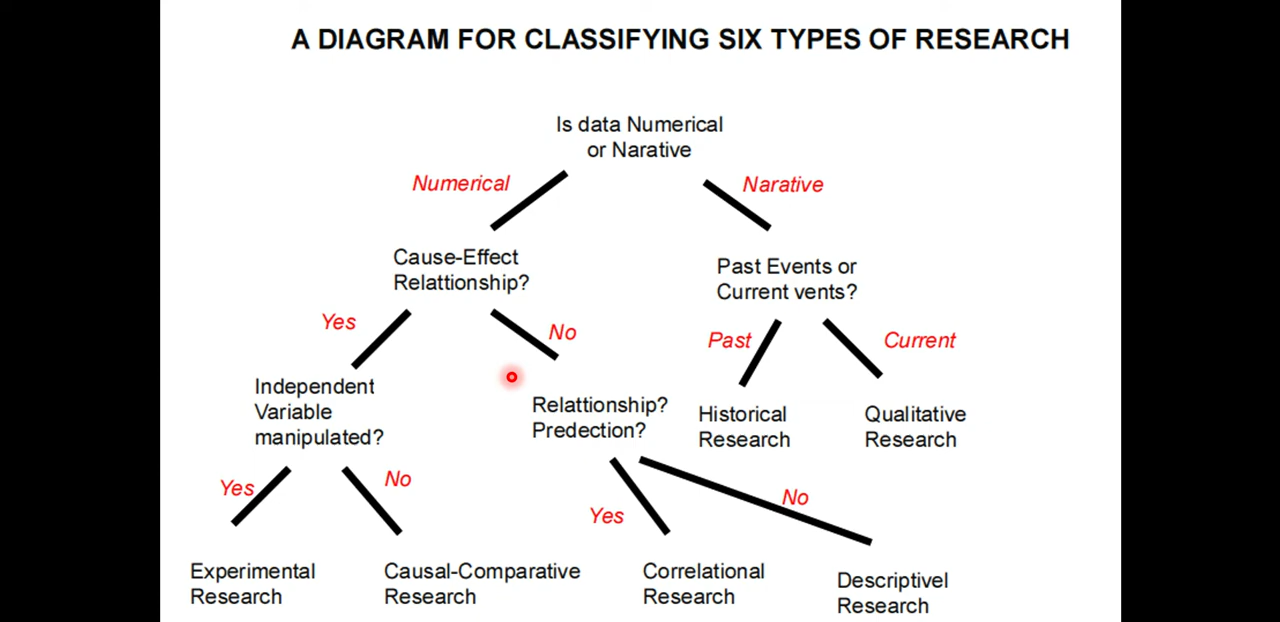 A DIAGRAM FOR CLASSIFYING SIX TYPES OF RESEARCH
Is data Numerical
or Narative
Numerical
Narative
Cause-Effect
Relattionship?
Past Events or
Current vents?
Yes
No
Past
Current
Independent
Variable
manipulated?
Relattionship?
Predection?
Historical
Research
Qualitative
Research
Yes
No
Yes
No
Experimental
Research
Causal-Comparative
Research
Correlational
Research
Descriptivel
Research